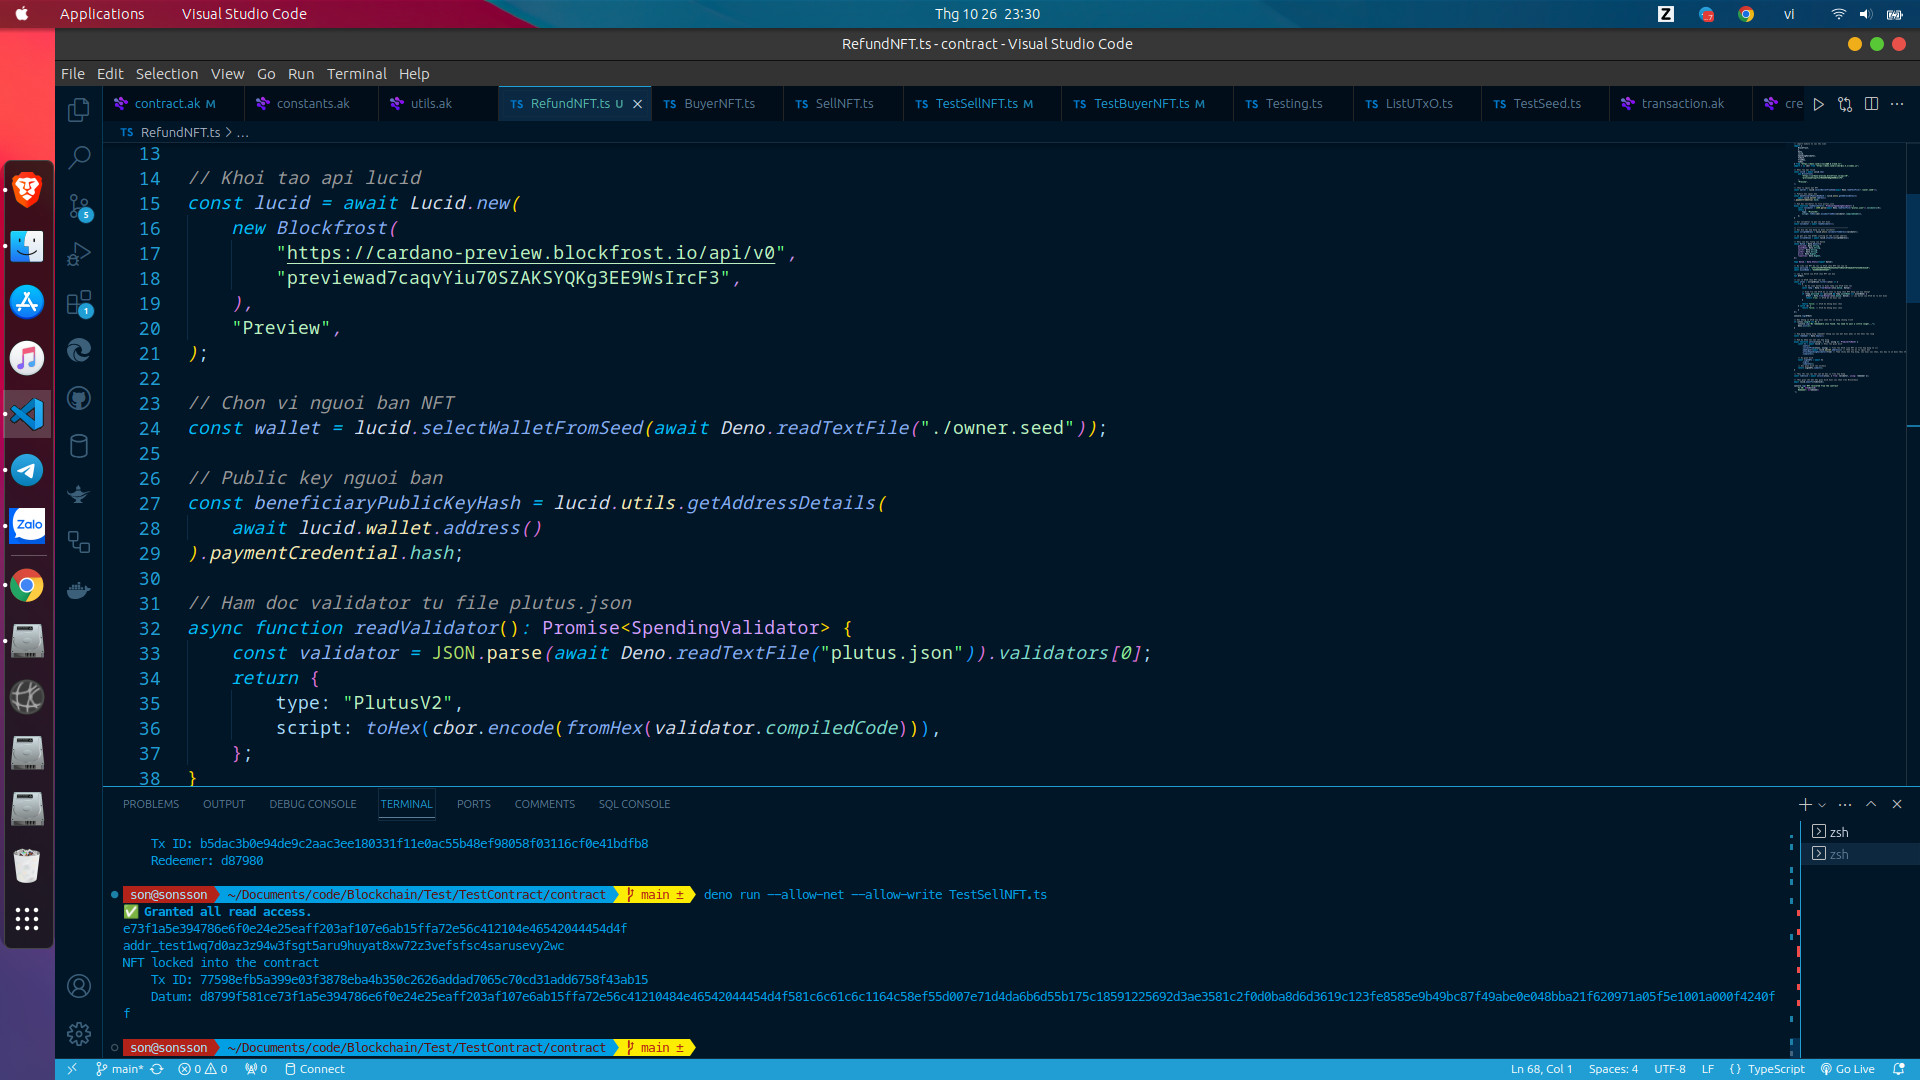 Applications Visual Studio Code Thg 10 26 23:30 Z 7 vi
RefundNFT.ts - contract - Visual Studio Code
File Edit Selection View Go Run Terminal Help
contract.ak M constants.ak utils.ak TS RefundNFT.ts U TS BuyerNFT.ts TS SellNFT.ts TS TestSellNFT.ts M TS TestBuyerNFT.ts M TS Testing.ts TS ListUTxO.ts TS TestSeed.ts transaction.ak cre
TS RefundNFT.ts > ...
13
14 // Khoi tao api lucid
15 const lucid = await Lucid.new(
16 new Blockfrost(
17 "https://cardano-preview.blockfrost.io/api/v0",
18 "previewad7caqvYiu70SZAKSYQKg3EE9WsIrcF3",
19 ),
20 "Preview",
21 );
22
23 // Chon vi nguoi ban NFT
24 const wallet = lucid.selectWalletFromSeed(await Deno.readTextFile("./owner.seed"));
25
26 // Public key nguoi ban
27 const beneficiaryPublicKeyHash = lucid.utils.getAddressDetails(
28 await lucid.wallet.address()
29 ).paymentCredential.hash;
30
31 // Ham doc validator tu file plutus.json
32 async function readValidator(): Promise<SpendingValidator> {
33 const validator = JSON.parse(await Deno.readTextFile("plutus.json")).validators[0];
34 return {
35 type: "PlutusV2",
36 script: toHex(cbor.encode(fromHex(validator.compiledCode))),
37 };
38 }
5
1
Zalo
PROBLEMS OUTPUT DEBUG CONSOLE TERMINAL PORTS COMMENTS SQL CONSOLE
zsh
zsh
Tx ID: b5dac3b0e94de9c2aac3ee180331f11e0ac55b48ef98058f03116cf0e41bdfb8
Redeemer: d87980
son@sonsson ~/Documents/code/Blockchain/Test/TestContract/contract main ± deno run --allow-net --allow-write TestSellNFT.ts
✅ Granted all read access.
e73f1a5e394786e6f0e24e25eaff203af107e6ab15ffa72e56c412104e46542044454d4f
addr_test1wq7d0az3z94w3fsgt5aru9huyat8xw72z3vefsfsc4sarusevy2wc
NFT locked into the contract
Tx ID: 77598efb5a399e03f3878eba4b350c2626addad7065c70cd31add6758f43ab15
Datum: d8799f581ce73f1a5e394786e6f0e24e25eaff203af107e6ab15ffa72e56c41210484e46542044454d4f581c6c61c6c1164c58ef55d007e71d4da6b6d55b175c18591225692d3ae3581c2f0d0ba8d6d3619c123fe8585e9b49bc87f49abe0e048bba21f620971a05f5e1001a000f4240f
f
son@sonsson ~/Documents/code/Blockchain/Test/TestContract/contract main ±
main* 0 0 0 Connect Ln 68, Col 1 Spaces: 4 UTF-8 LF {} TypeScript Go Live